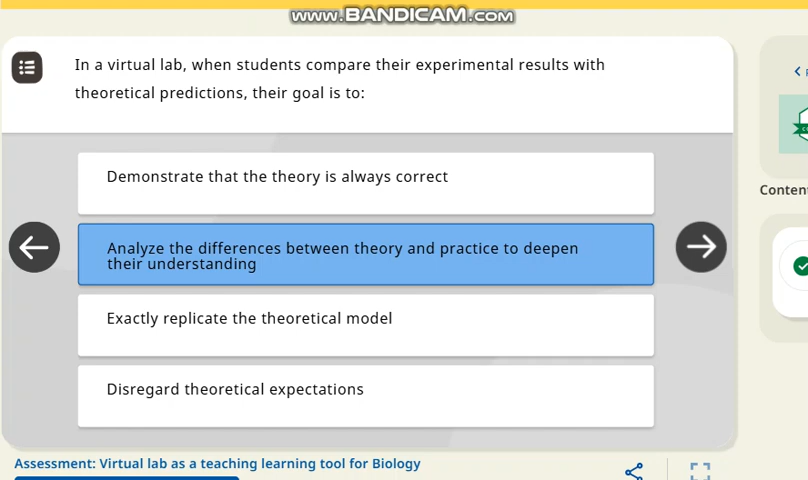 www.BANDICAM.com
In a virtual lab, when students compare their experimental results with
theoretical predictions, their goal is to:
Demonstrate that the theory is always correct
Analyze the differences between theory and practice to deepen
their understanding
Exactly replicate the theoretical model
Disregard theoretical expectations
Conten
Assessment: Virtual lab as a teaching learning tool for Biology